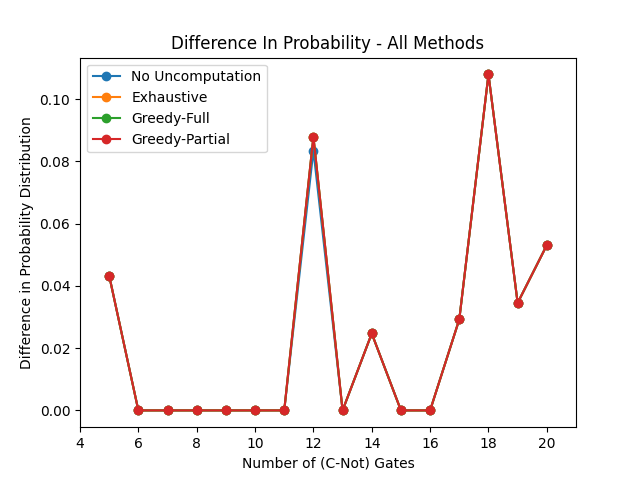 Difference In Probability - All Methods
No Uncomputation
Exhaustive
Greedy-Full
Greedy-Partial
Difference in Probability Distribution
0.10
0.08
0.06
0.04
0.02
0.00
4 6 8 10 12 14 16 18 20
Number of (C-Not) Gates